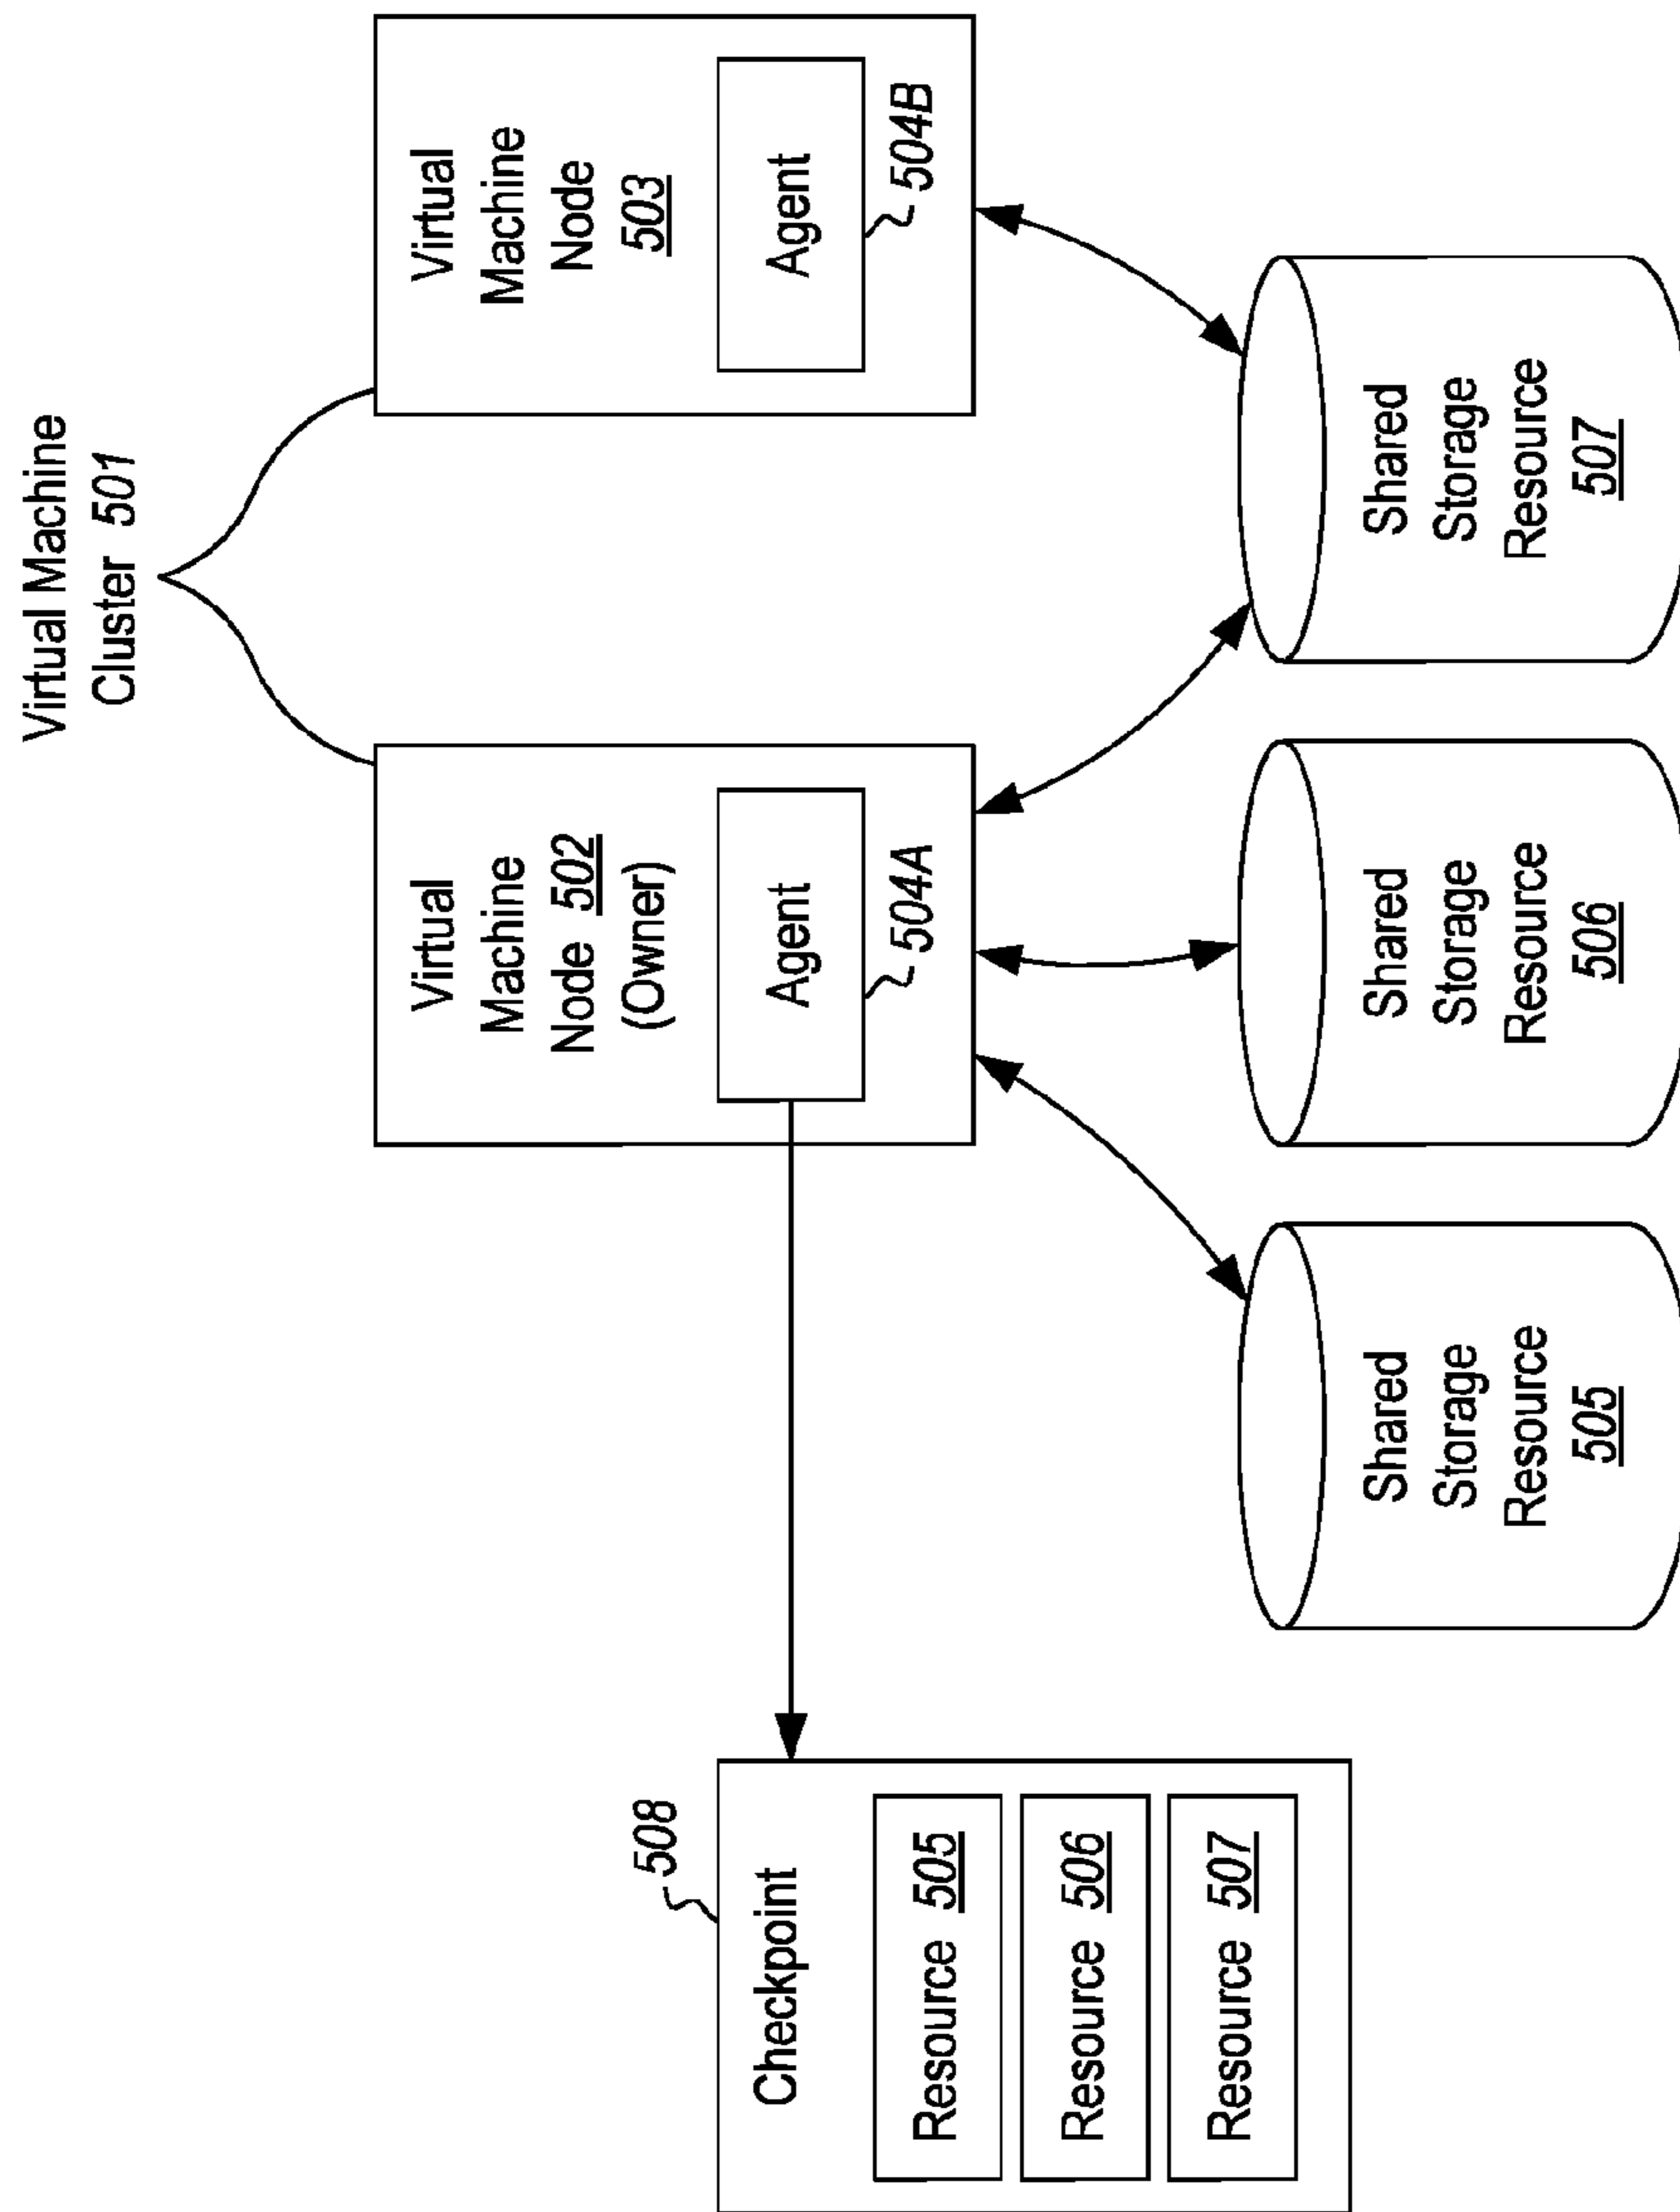 Virtual Machine
Cluster 501
Virtual
Machine
Node 502
(Owner)
Agent
504A
Virtual
Machine
Node
503
Agent
504B
508
Checkpoint
Resource 505
Resource 506
Resource 507
Shared
Storage
Resource
505
Shared
Storage
Resource
506
Shared
Storage
Resource
507